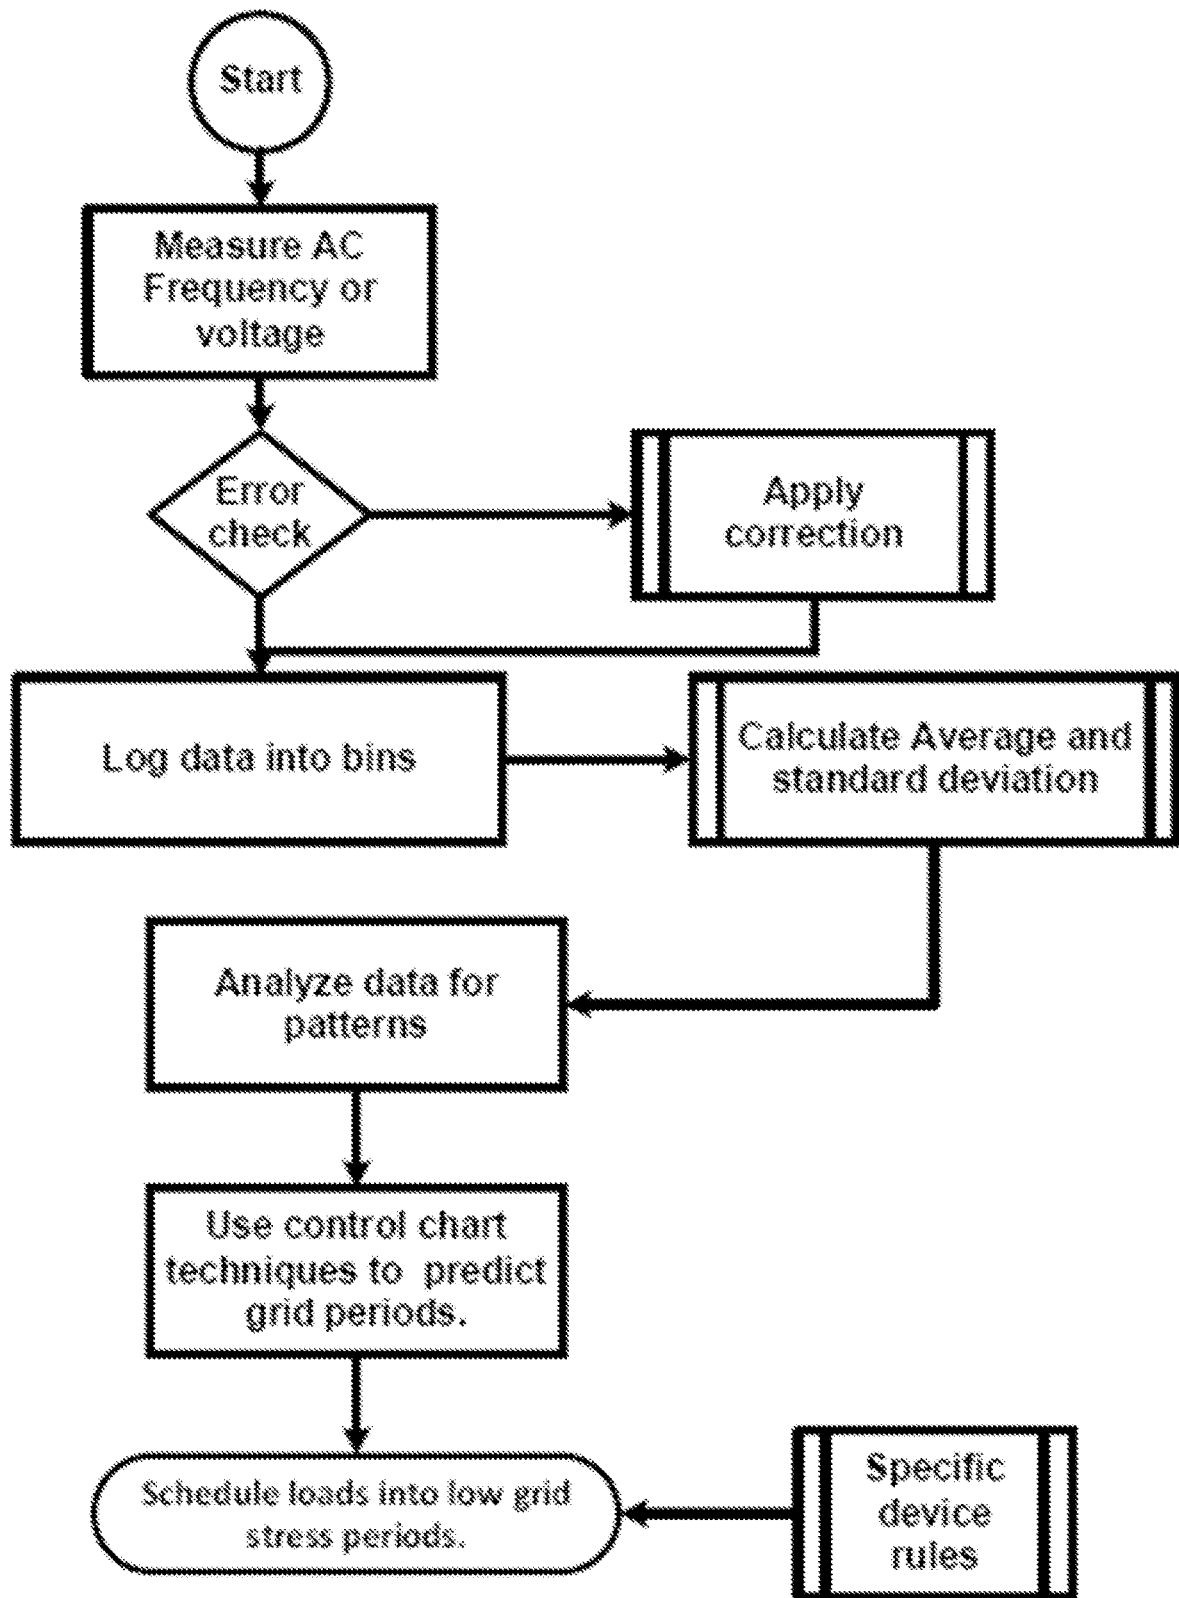 Start
Measure AC
Frequency or
voltage
Error
check
Apply
correction
Log data into bins
Calculate Average and
standard deviation
Analyze data for
patterns
Use control chart
techniques to predict
grid periods.
Schedule loads into low grid
stress periods.
Specific
device
rules